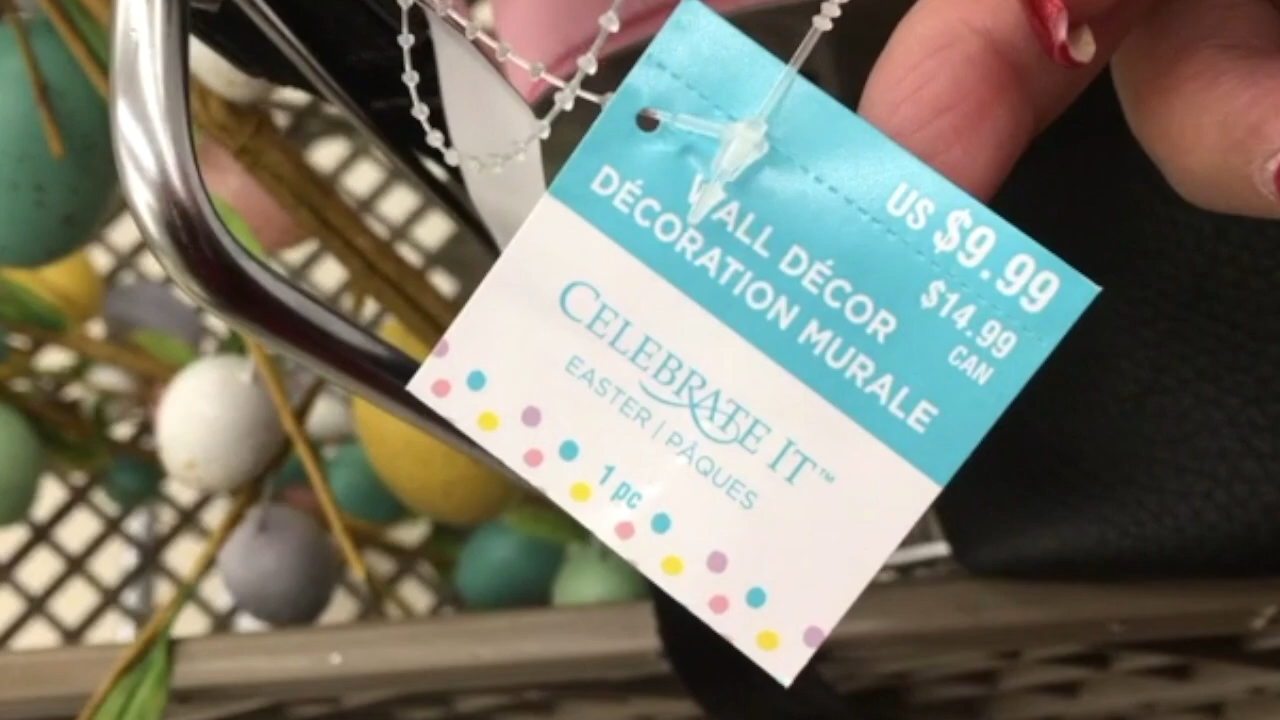 WALL DÉCOR
DÉCORATION MURALE
US $9.99
$14.99
CAN
CELEBRATE IT™
EASTER | PÂQUES
1 pc